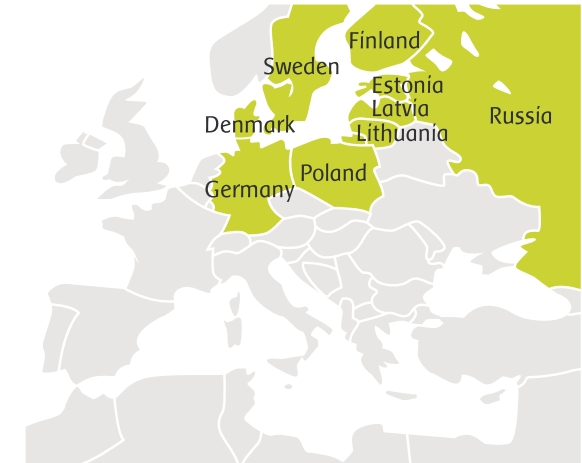 Finland
Sweden
Estonia
Latvia
Russia
Denmark
Lithuania
Poland
Germany